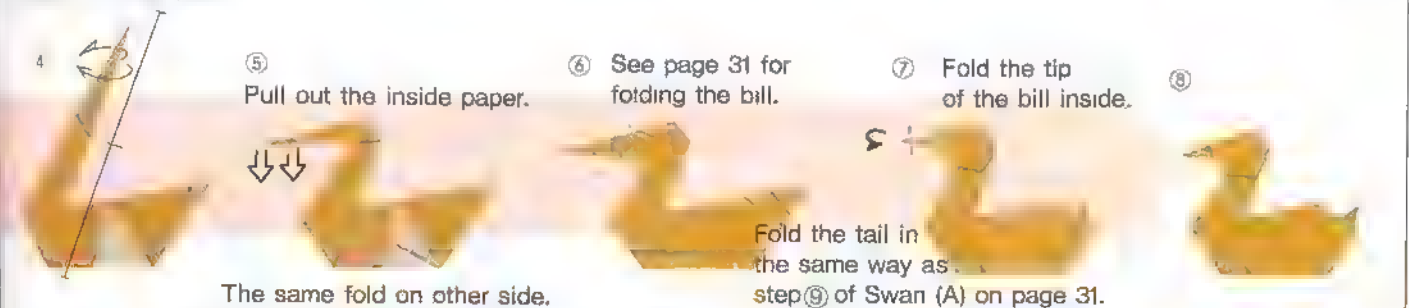 4
⑤
Pull out the inside paper.
The same fold on other side.
⑥ See page 31 for
folding the bill.
Fold the tail in
the same way as
step⑨ of Swan (A) on page 31.
⑦ Fold the tip
of the bill inside.
⑧